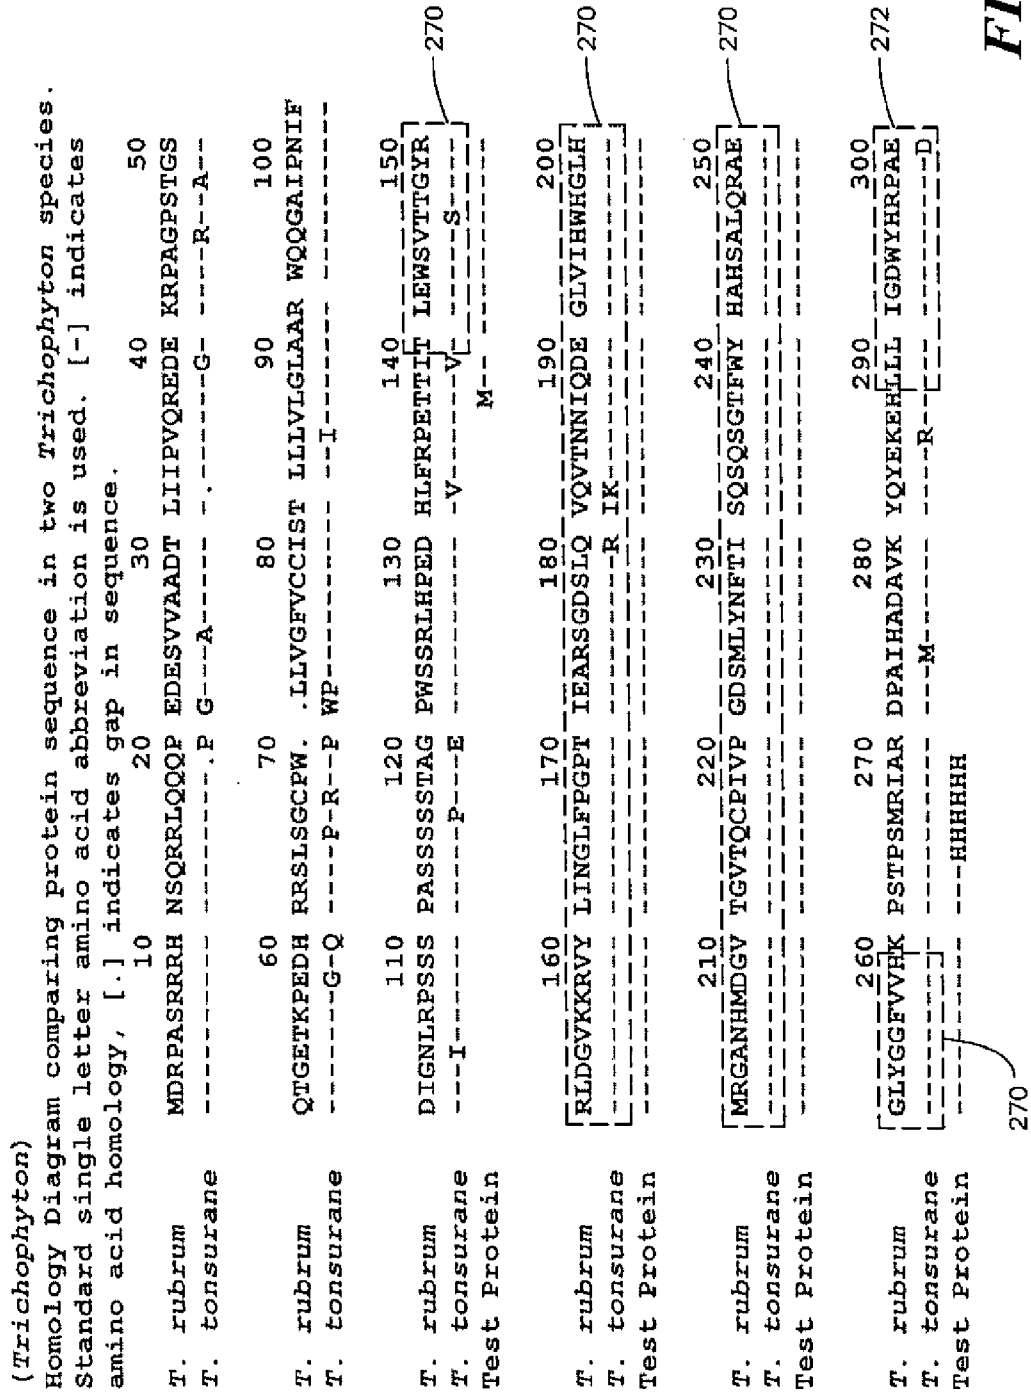 (Trichophyton)
Homology Diagram comparing protein sequence in two Trichophyton species.
Standard single letter amino acid abbreviation is used. [-] indicates
amino acid homology, [.] indicates gap in sequence.
10 20 30 40 50
T. rubrum MDRPASRRRH NSQRRLQQQP EDESVVAADT LIIPVQREDE KRPAGPSTGS
T. tonsurane ---------- --------.P G---A----- -.------G- ----R--A--
60 70 80 90 100
T. rubrum QTGETKPEDH RRSLSGCPW. .LLVGFVCCIST LLLVLGLAAR WQQGAIPNIF
T. tonsurane -------G-Q ----P-R--P WP---------- --I------- ----------
110 120 130 140 150
T. rubrum DIGNLRPSSS PASSSSSTAG PWSSRLHPED HLFRPETTIT LEWSVTTGYR 270
T. tonsurane ---I------ -----P---E ---------- -V------V- -----S----
Test Protein M--- ----------
160 170 180 190 200
T. rubrum RLDGVKKRVY LINGLFPGPT IEARSGDSLQ VQVTNNIQDE GLVIHWHGLH 270
T. tonsurane ---------- ---------- ---------R IK-------- ----------
Test Protein ---------- ---------- ---------- ---------- ----------
210 220 230 240 250
T. rubrum MRGANHMDGV TGVTQCPIVP GDSMLYNFTI SQSQSGTFWY HAHSALQRAE 270
T. tonsurane ---------- ---------- ---------- ---------- ----------
Test Protein ---------- ---------- ---------- ---------- ----------
260 270 280 290 300
T. rubrum GLYGGFVVHK PSTPSMRIAR DPAIHADAVK YQYEKEHLLL IGDWYHRPAE 272
T. tonsurane ---------- ---------- ---M------ -----R---- ---------D
Test Protein ---------- ---HHHHHH
270